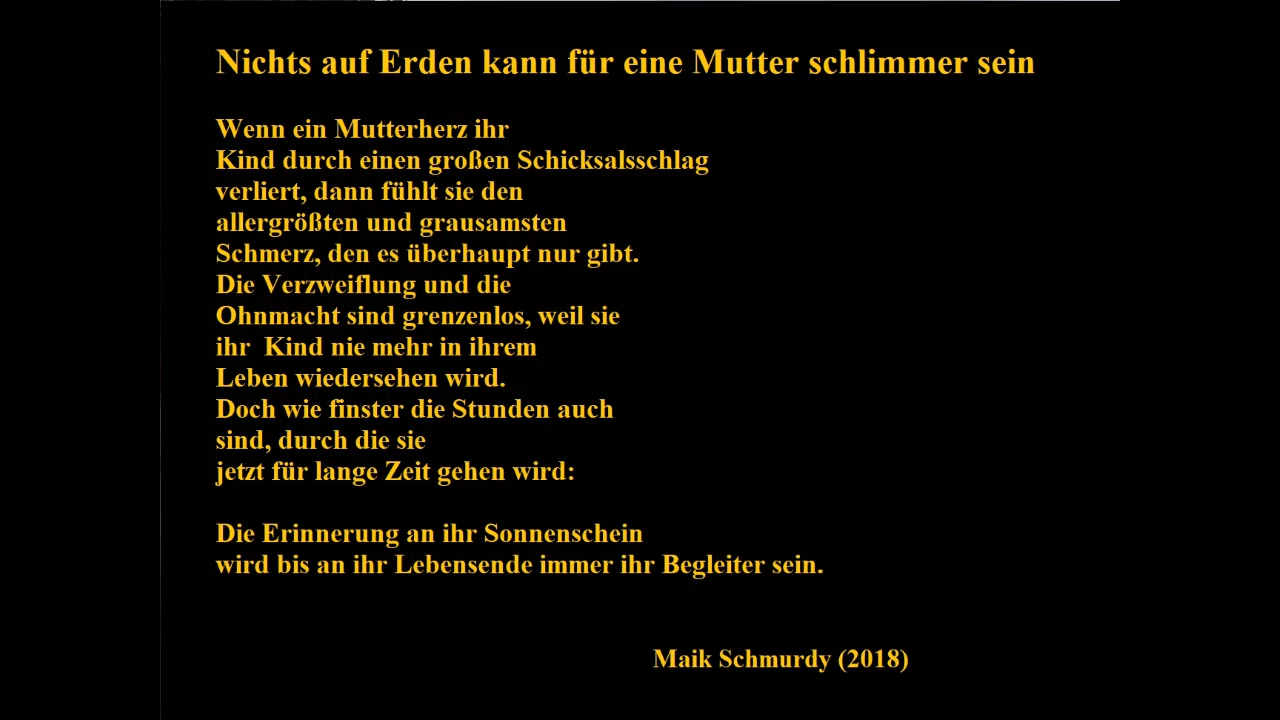 Nichts auf Erden kann für eine Mutter schlimmer sein
Wenn ein Mutterherz ihr
Kind durch einen großen Schicksalsschlag
verliert, dann fühlt sie den
allergrößten und grausamsten
Schmerz, den es überhaupt nur gibt.
Die Verzweiflung und die
Ohnmacht sind grenzenlos, weil sie
ihr  Kind nie mehr in ihrem
Leben wiedersehen wird.
Doch wie finster die Stunden auch
sind, durch die sie
jetzt für lange Zeit gehen wird:
Die Erinnerung an ihr Sonnenschein
wird bis an ihr Lebensende immer ihr Begleiter sein.
Maik Schmurdy (2018)